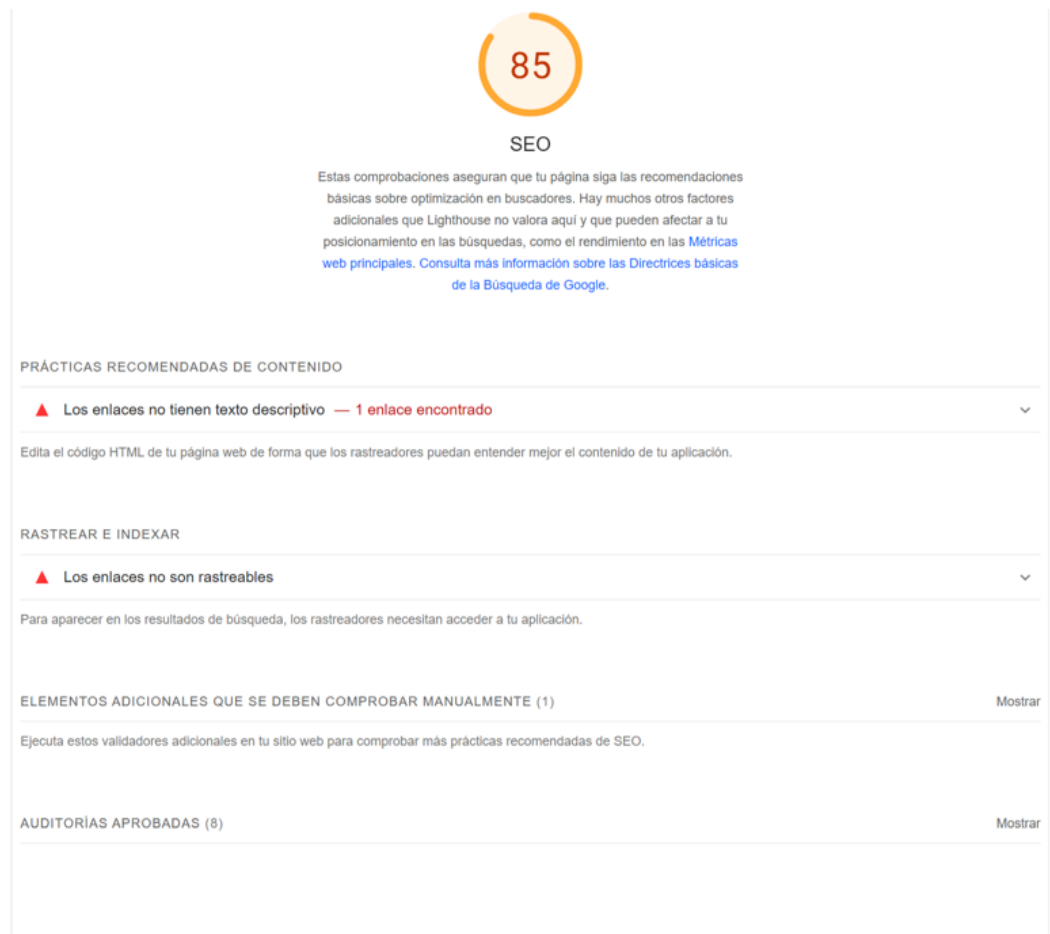 85
SEO
Estas comprobaciones aseguran que tu página siga las recomendaciones
básicas sobre optimización en buscadores. Hay muchos otros factores
adicionales que Lighthouse no valora aquí y que pueden afectar a tu
posicionamiento en las búsquedas, como el rendimiento en las Métricas
web principales. Consulta más información sobre las Directrices básicas
de la Búsqueda de Google.
PRÁCTICAS RECOMENDADAS DE CONTENIDO
Los enlaces no tienen texto descriptivo — 1 enlace encontrado
Edita el código HTML de tu página web de forma que los rastreadores puedan entender mejor el contenido de tu aplicación.
RASTREAR E INDEXAR
Los enlaces no son rastreables
Para aparecer en los resultados de búsqueda, los rastreadores necesitan acceder a tu aplicación.
ELEMENTOS ADICIONALES QUE SE DEBEN COMPROBAR MANUALMENTE (1) Mostrar
Ejecuta estos validadores adicionales en tu sitio web para comprobar más prácticas recomendadas de SEO.
AUDITORÍAS APROBADAS (8) Mostrar